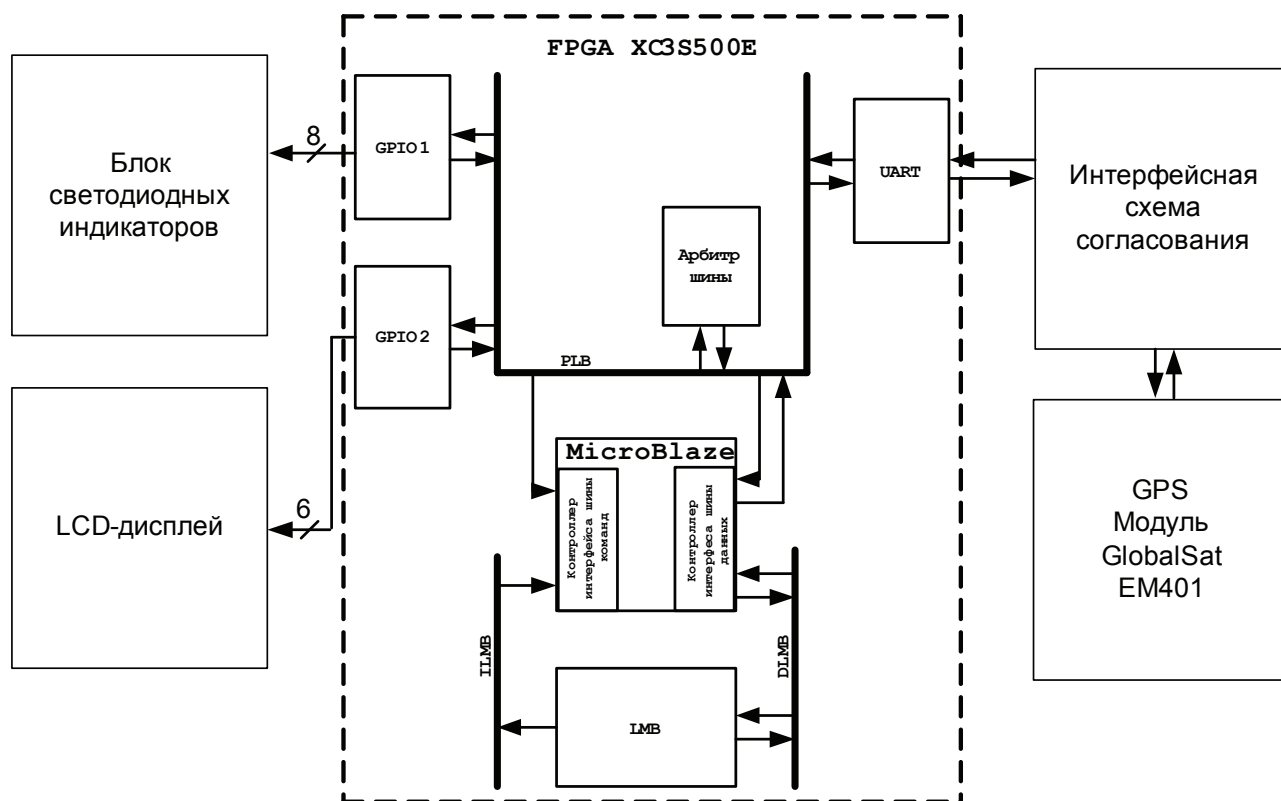 FPGA XC3S500E
Блок
светодиодных
индикаторов
8
GPIO1
UART
Интерфейсная
схема
согласования
Арбитр
шины
GPIO2
PLB
LCD-дисплей
6
MicroBlaze
Контроллер
интерфейса шины
команд
Контроллер
интерфеса шины
данных
GPS
Модуль
GlobalSat
EM401
ILMB
DLMB
LMB